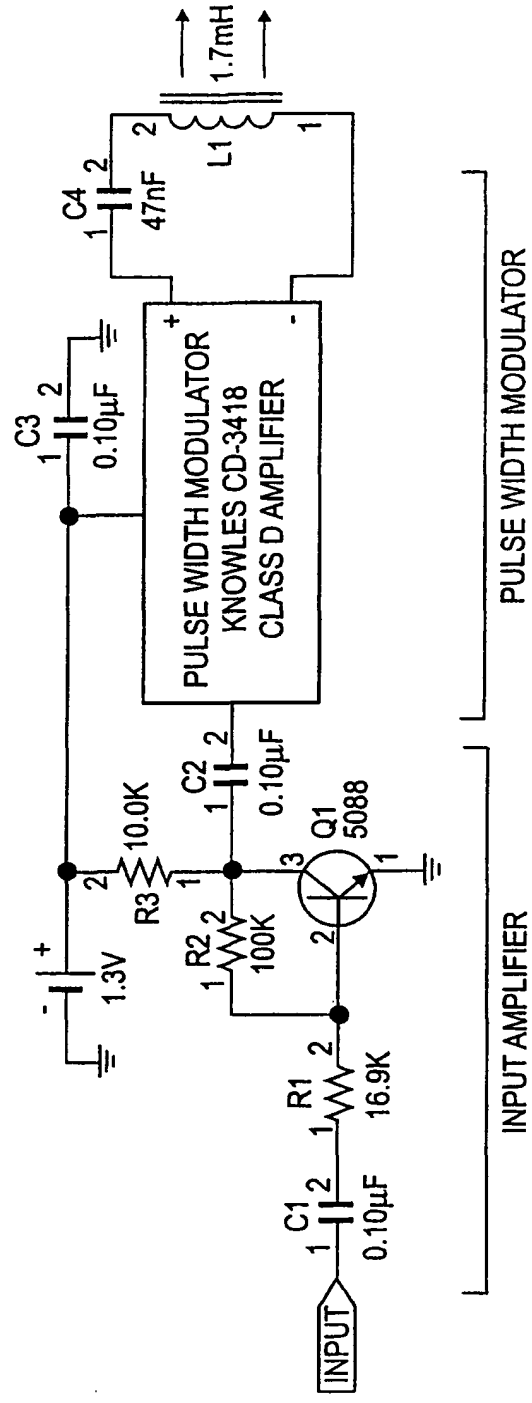 INPUT
1 C1 2
0.10µF
1 R1 2
16.9K
1 R2 2
100K
2
R3
1
10.0K
- +
1.3V
3
2
1
Q1
5088
1 C2 2
0.10µF
1 C3 2
0.10µF
PULSE WIDTH MODULATOR
KNOWLES CD-3418
CLASS D AMPLIFIER
+
-
1 C4 2
47nF
2
L1
1
1.7mH
INPUT AMPLIFIER
PULSE WIDTH MODULATOR